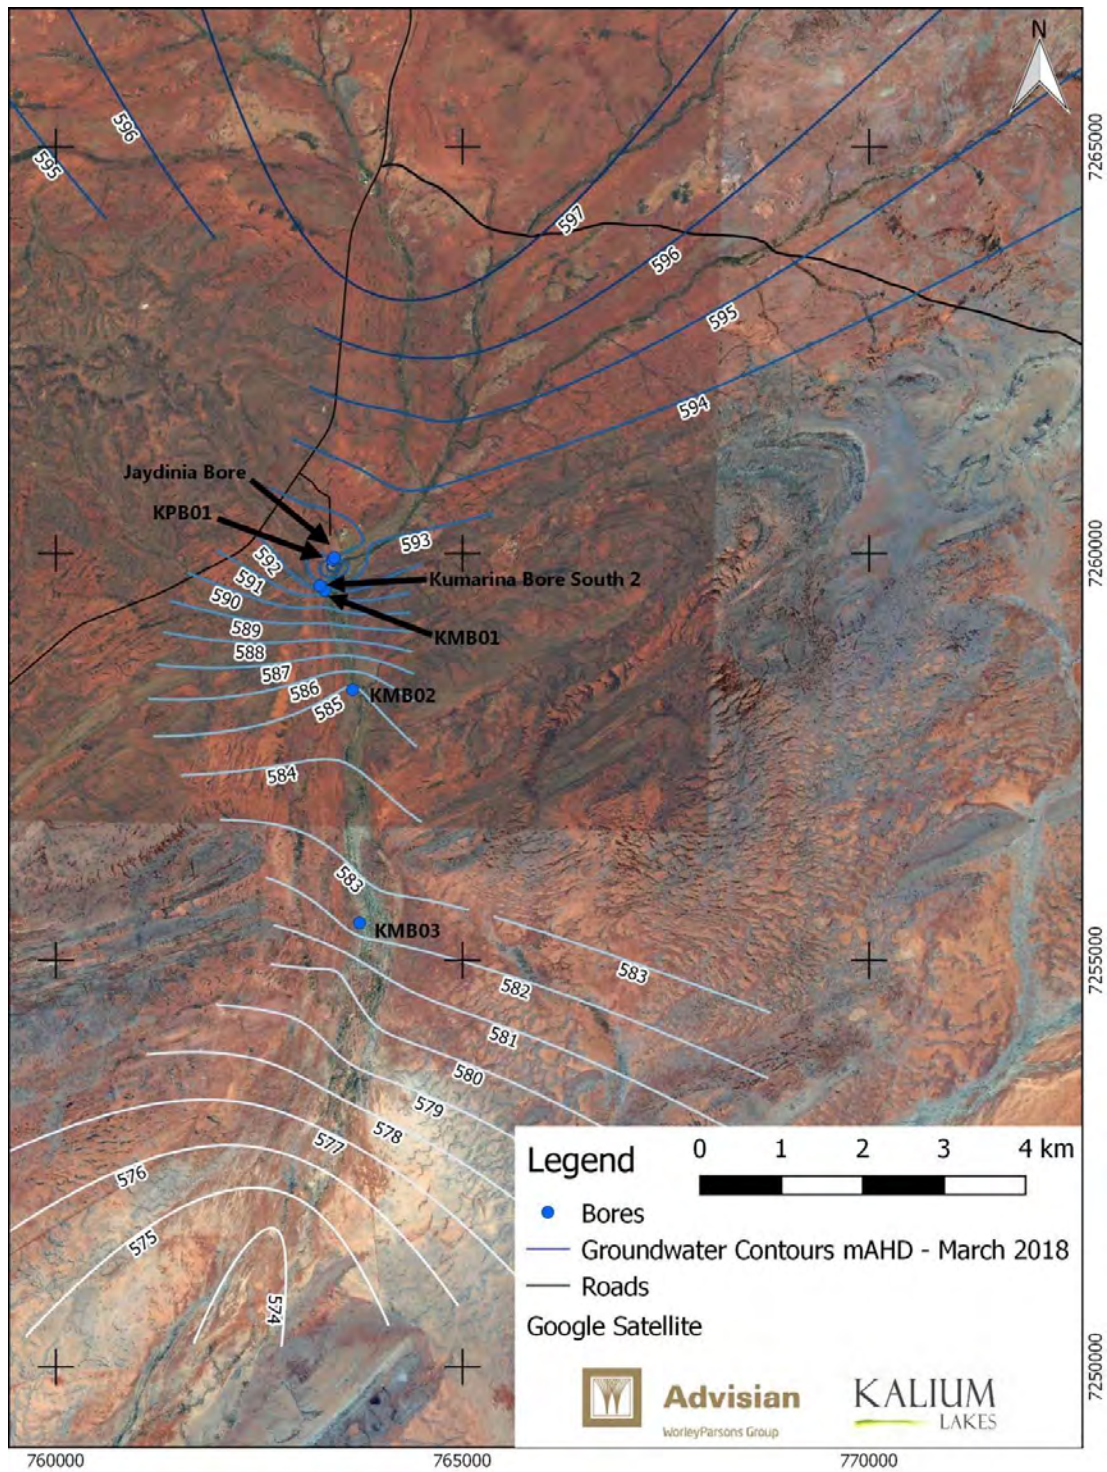 N
7265000
596
595
597
596
595
594
Jaydinia Bore
KPB01
593
7260000
592
Kumarina Bore South 2
591
590
KMB01
589
588
587
586
KMB02
585
584
583
KMB03
7255000
583
582
581
580
579
578
577
576
575
574
Legend
0 1 2 3 4 km
Bores
Groundwater Contours mAHD - March 2018
Roads
Google Satellite
Advisian
WorleyParsons Group
KALIUM
LAKES
7250000
760000 765000 770000